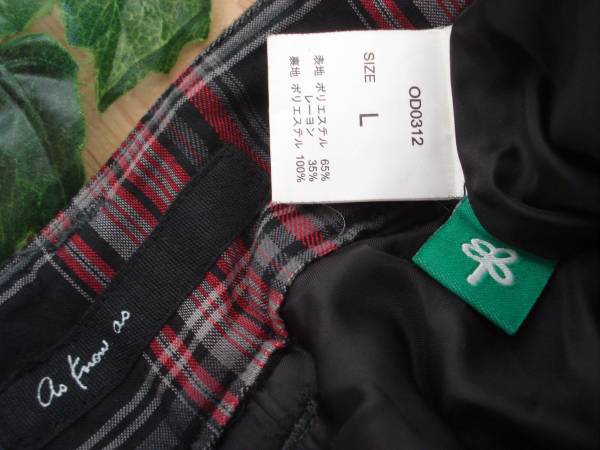 OD0312
SIZE L
表地 ポリエステル 65%
レーヨン 35%
裏地 ポリエステル 100%
as know as